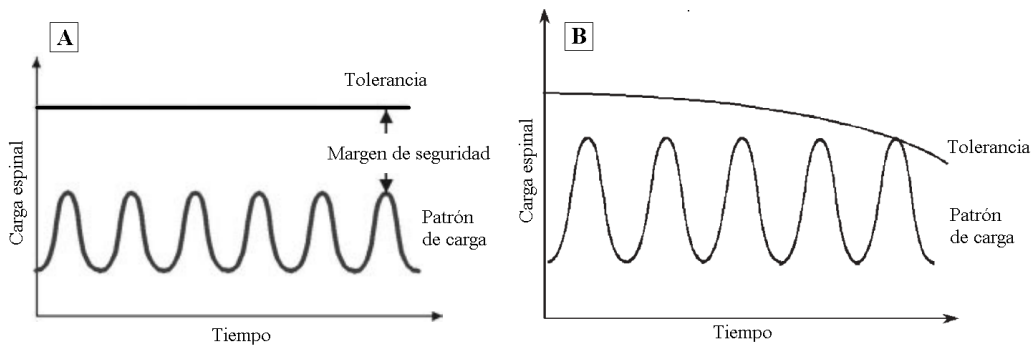 A
Tolerancia
Margen de seguridad
Carga espinal
Patrón
de carga
Tiempo
B
Carga espinal
Tolerancia
Patrón
de carga
Tiempo